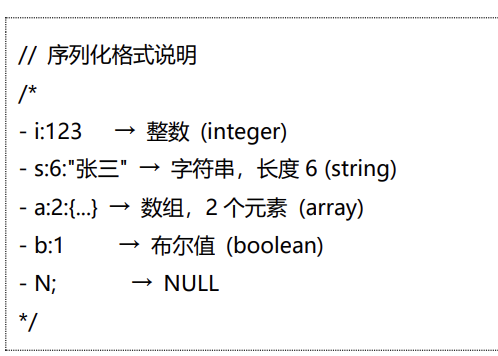 // 序列化格式说明
/*
- i:123 → 整数 (integer)
- s:6:"张三" → 字符串，长度 6 (string)
- a:2:{...} → 数组，2 个元素 (array)
- b:1 → 布尔值 (boolean)
- N; → NULL
*/